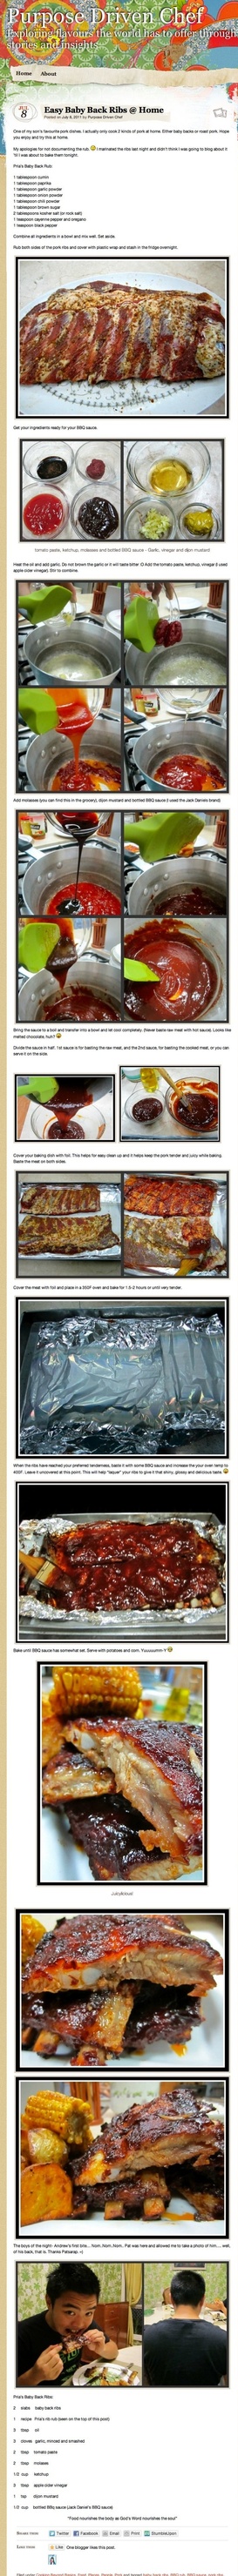 Purpose Driven Chef
Exploring flavours the world has to offer through
stories and insights
Home About
JUL
8
Easy Baby Back Ribs @ Home
Posted on July 8, 2011 by Purpose Driven Chef
One of my son's favourite pork dishes. I actually only cook 2 kinds of pork at home. Either baby backs or roast pork. Hope
you enjoy and try this at home.
My apologies for not documenting the rub. I marinated the ribs last night and didn't think I was going to blog about it
'til I was about to bake them tonight.
Pria's Baby Back Rub:
1 tablespoon cumin
1 tablespoon paprika
1 tablespoon garlic powder
1 tablespoon onion powder
1 tablespoon chili powder
1 tablespoon brown sugar
2 tablespoons kosher salt (or rock salt)
1 teaspoon cayenne pepper and oregano
1 teaspoon black pepper
Combine all ingredients in a bowl and mix well. Set aside.
Rub both sides of the pork ribs and cover with plastic wrap and stash in the fridge overnight.
Get your ingredients ready for your BBQ sauce.
tomato paste, ketchup, molasses and bottled BBQ sauce - Garlic, vinegar and dijon mustard
Heat the oil and add garlic. Do not brown the garlic or it will taste bitter. Add the tomato paste, ketchup, vinegar (I used
apple cider vinegar). Stir to combine.
Add molasses (you can find this in the grocery), dijon mustard and bottled BBQ sauce (I used the Jack Daniels brand).
Bring the sauce to a boil and transfer into a bowl and let cool completely. (Never baste raw meat with hot sauce). Looks like
melted chocolate, huh?
Divide the sauce in half. 1st sauce is for basting the raw meat, and the 2nd sauce, for basting the cooked meat, or you can
serve it on the side.
Cover your baking dish with foil. This helps for easy clean up and it helps keep the pork tender and juicy while baking.
Baste the meat on both sides.
Cover the meat with foil and place in a 350F oven and bake for 1.5-2 hours or until very tender.
When the ribs have reached your preferred tenderness, baste it with some BBQ sauce and increase the your oven temp to
400F. Leave it uncovered at this point. This will help "laquer" your ribs to give it that shiny, glossy and delicious taste.
Bake until BBQ sauce has somewhat set. Serve with potatoes and corn. Yuuuuumm-Y
Juicylicious!
The boys of the night- Andrew's first bite... Nom..Nom..Nom.. Pat was here and allowed me to take a photo of him...., well,
of his back, that is. Thanks
Pria's Baby Back Ribs:
2 slabs baby back ribs
1 recipe Pria's rib rub (seen on the top of this post)
3 tbsp oil
3 cloves garlic, minced and smashed
2 tbsp tomato paste
2 tbsp molasses
1/2 cup ketchup
3 tbsp apple cider vinegar
1 tsp dijon mustard
1/2 cup bottled BBq sauce (Jack Daniel's BBQ sauce)
"Food nourishes the body as God's Word nourishes the soul"
Share this: Twitter Facebook Email Print StumbleUpon
Like this: Like One blogger likes this post.